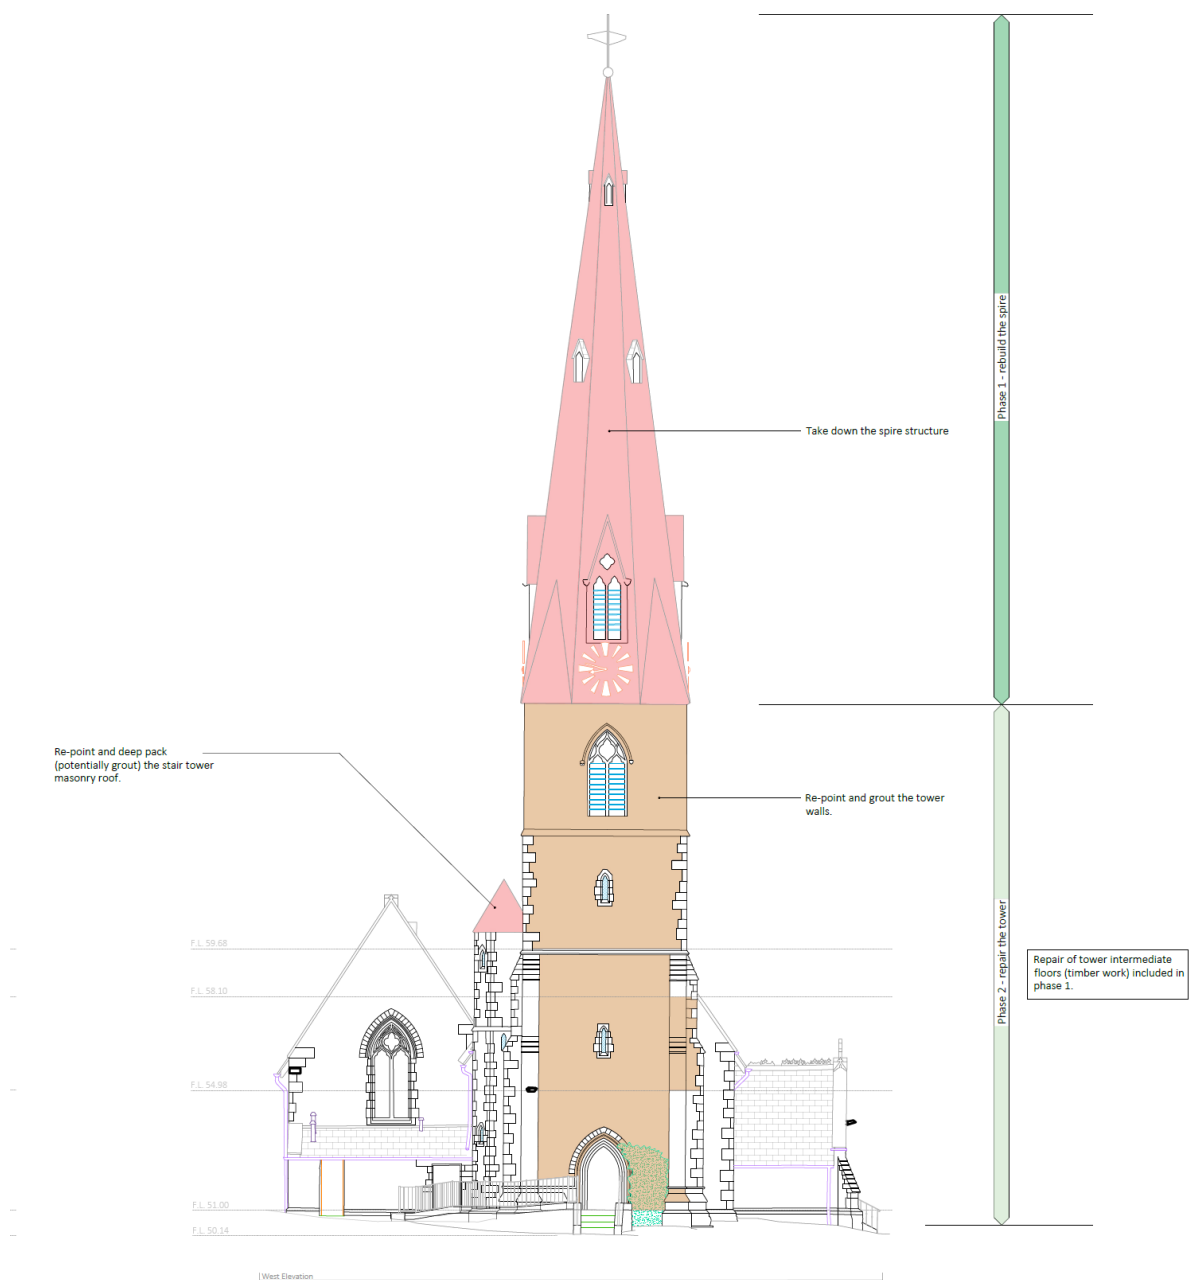 Phase 1 - rebuild the spire
Take down the spire structure
Re-point and deep pack
(potentially grout) the stair tower
masonry roof.
Re-point and grout the tower
walls.
Phase 2 - repair the tower
Repair of tower intermediate
floors (timber work) included in
phase 1.
F.L 59.68
F.L 58.10
F.L 54.98
F.L 51.00
F.L 50.14
West Elevation